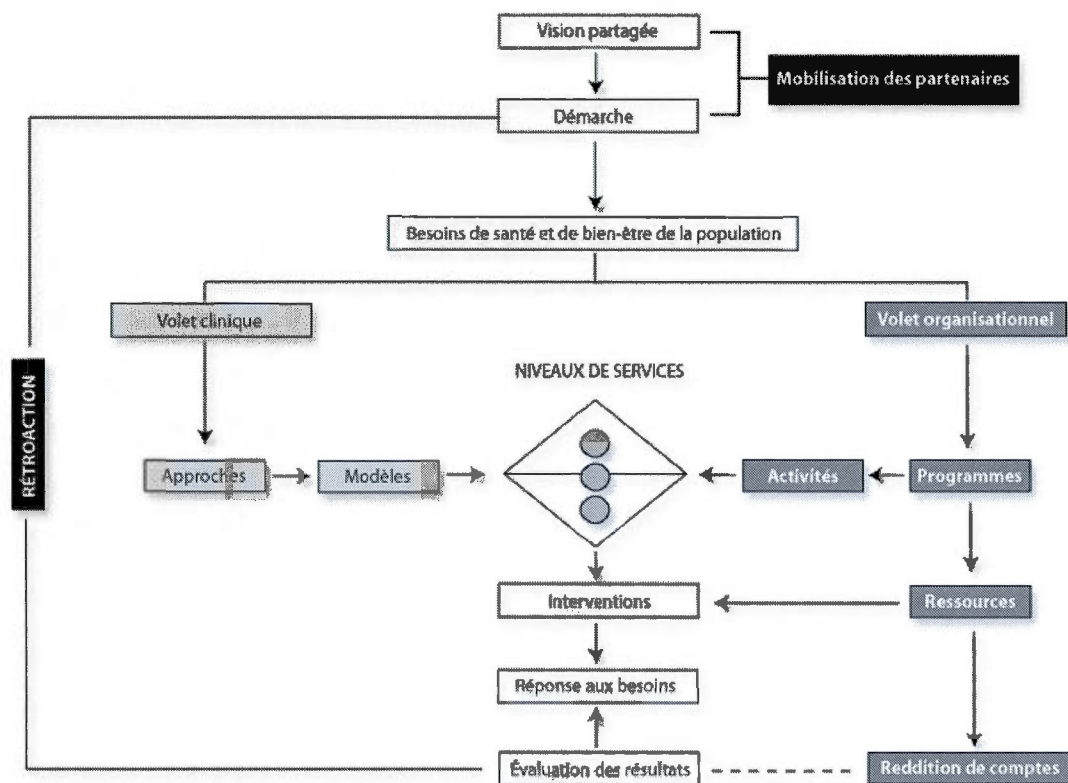 Vision partagée
Mobilisation des partenaires
Démarche
Besoins de santé et de bien-être de la population
Volet clinique
Volet organisationnel
NIVEAUX DE SERVICES
RÉTROACTION
Approches
Modèles
Activités
Programmes
Interventions
Ressources
Réponse aux besoins
Évaluation des résultats
Reddition de comptes